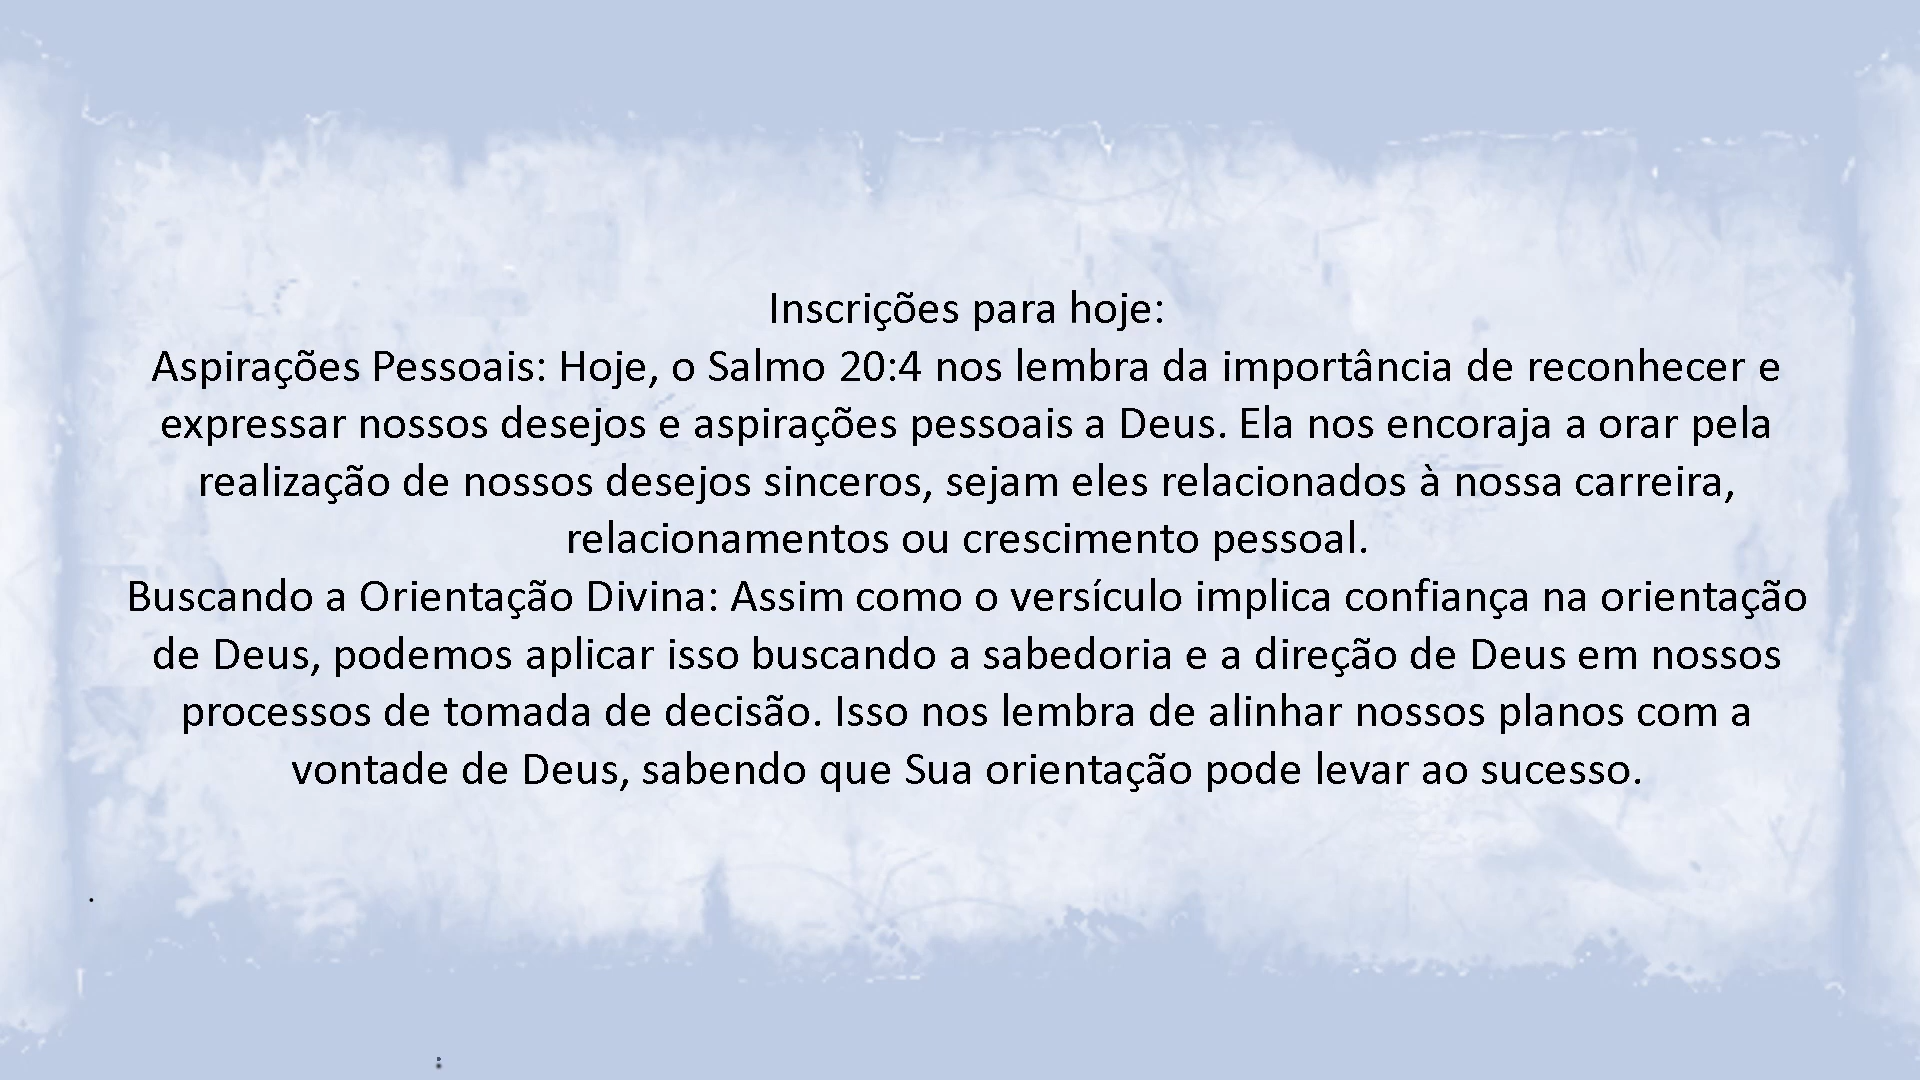 Inscrições para hoje:
Aspirações Pessoais: Hoje, o Salmo 20:4 nos lembra da importância de reconhecer e
expressar nossos desejos e aspirações pessoais a Deus. Ela nos encoraja a orar pela
realização de nossos desejos sinceros, sejam eles relacionados à nossa carreira,
relacionamentos ou crescimento pessoal.
Buscando a Orientação Divina: Assim como o versículo implica confiança na orientação
de Deus, podemos aplicar isso buscando a sabedoria e a direção de Deus em nossos
processos de tomada de decisão. Isso nos lembra de alinhar nossos planos com a
vontade de Deus, sabendo que Sua orientação pode levar ao sucesso.
.
: